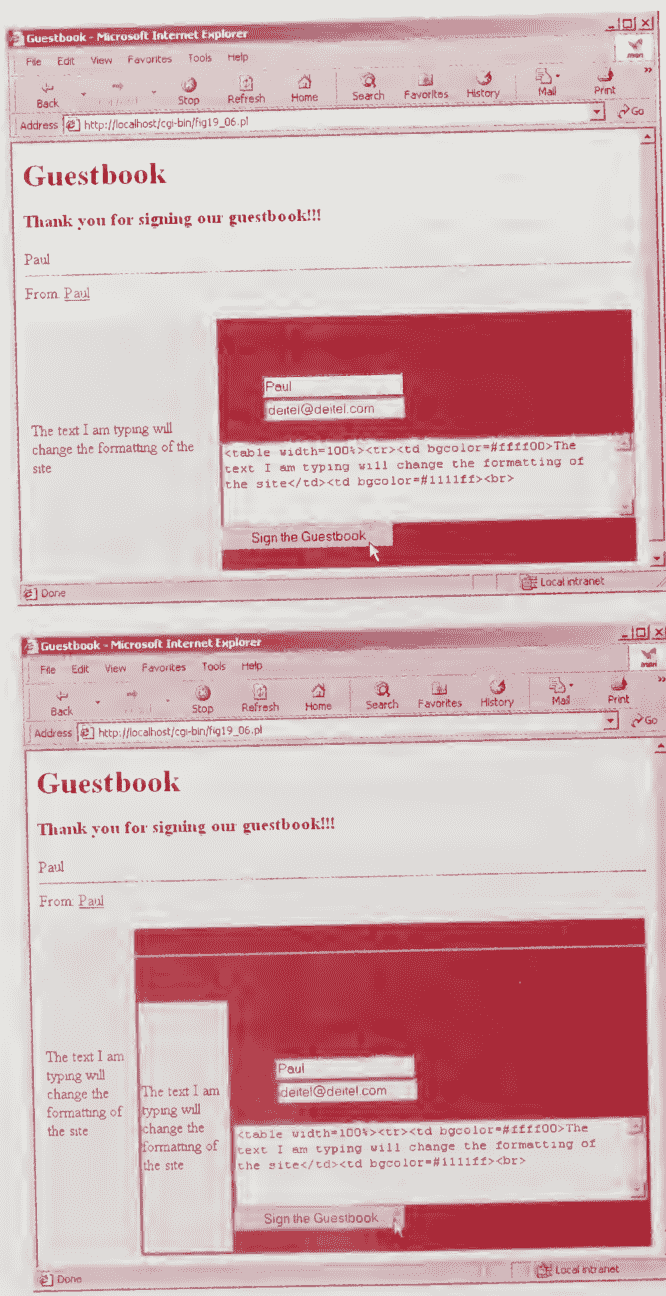 Guestbook - Microsoft Internet Explorer
File Edit View Favorites Tools Help
Back Stop Refresh Home Search Favorites History Mail Print
Address http://localhost/cgi-bin/fig19_06.pl Go
Guestbook
Thank you for signing our guestbook!!!
Paul
From: Paul
Paul
deitel@deitel.com
The text I am typing will
change the formatting of the
site
<table width=100%><tr><td bgcolor=#ffff00>The
text I am typing will change the formatting of
the site</td><td bgcolor=#1111ff><br>
Sign the Guestbook
Done Local intranet
Guestbook - Microsoft Internet Explorer
File Edit View Favorites Tools Help
Back Stop Refresh Home Search Favorites History Mail Print
Address http://localhost/cgi-bin/fig19_06.pl Go
Guestbook
Thank you for signing our guestbook!!!
Paul
From: Paul
The text I am
typing will
change the
formatting of
the site
The text I am
typing will
change the
formatting of
the site
Paul
deitel@deitel.com
<table width=100%><tr><td bgcolor=#ffff00>The
text I am typing will change the formatting of
the site</td><td bgcolor=#1111ff><br>
Sign the Guestbook
Done Local intranet